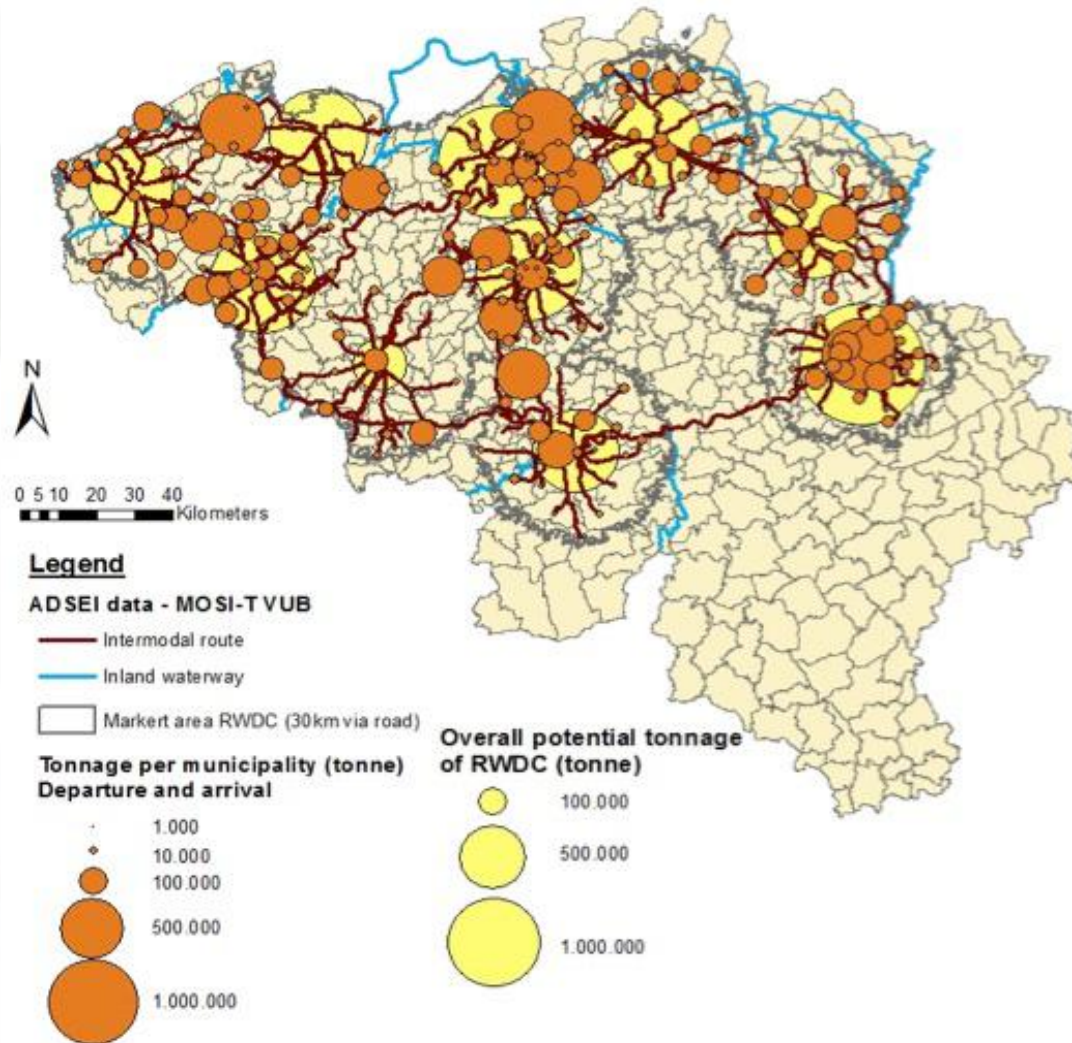 N
0 5 10 20 30 40
Kilometers
Legend
ADSEI data - MOSI-T VUB
Intermodal route
Inland waterway
Markert area RWDC (30km via road)
Tonnage per municipality (tonne)
Departure and arrival
1.000
10.000
100.000
500.000
1.000.000
Overall potential tonnage
of RWDC (tonne)
100.000
500.000
1.000.000